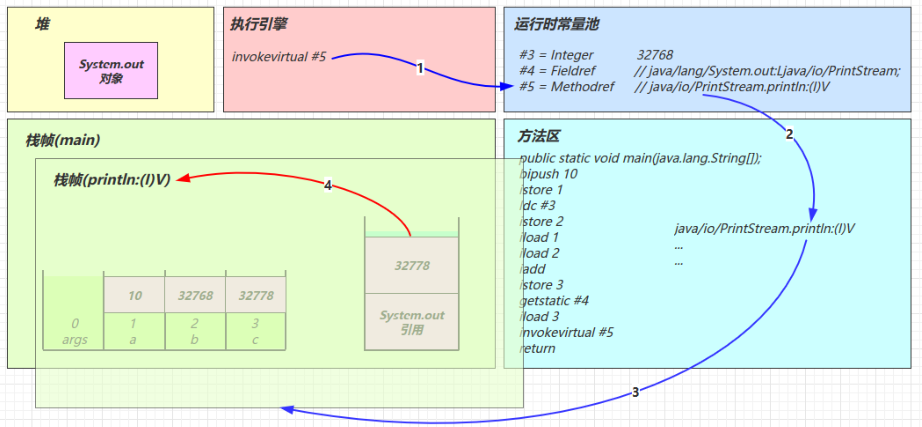 堆
System.out
对象
执行引擎
invokevirtual #5
1
运行时常量池
#3 = Integer 32768
#4 = Fieldref // java/lang/System.out:Ljava/io/PrintStream;
#5 = Methodref // java/io/PrintStream.println:(I)V
2
栈帧(main)
栈帧(println:(I)V)
4
10 32768 32778
0 1 2 3
args a b c
32778
System.out
引用
方法区
public static void main(java.lang.String[]);
bipush 10
istore 1
ldc #3
istore 2
iload 1
iload 2
iadd
istore 3
getstatic #4
iload 3
invokevirtual #5
return
java/io/PrintStream.println:(I)V
...
...
3